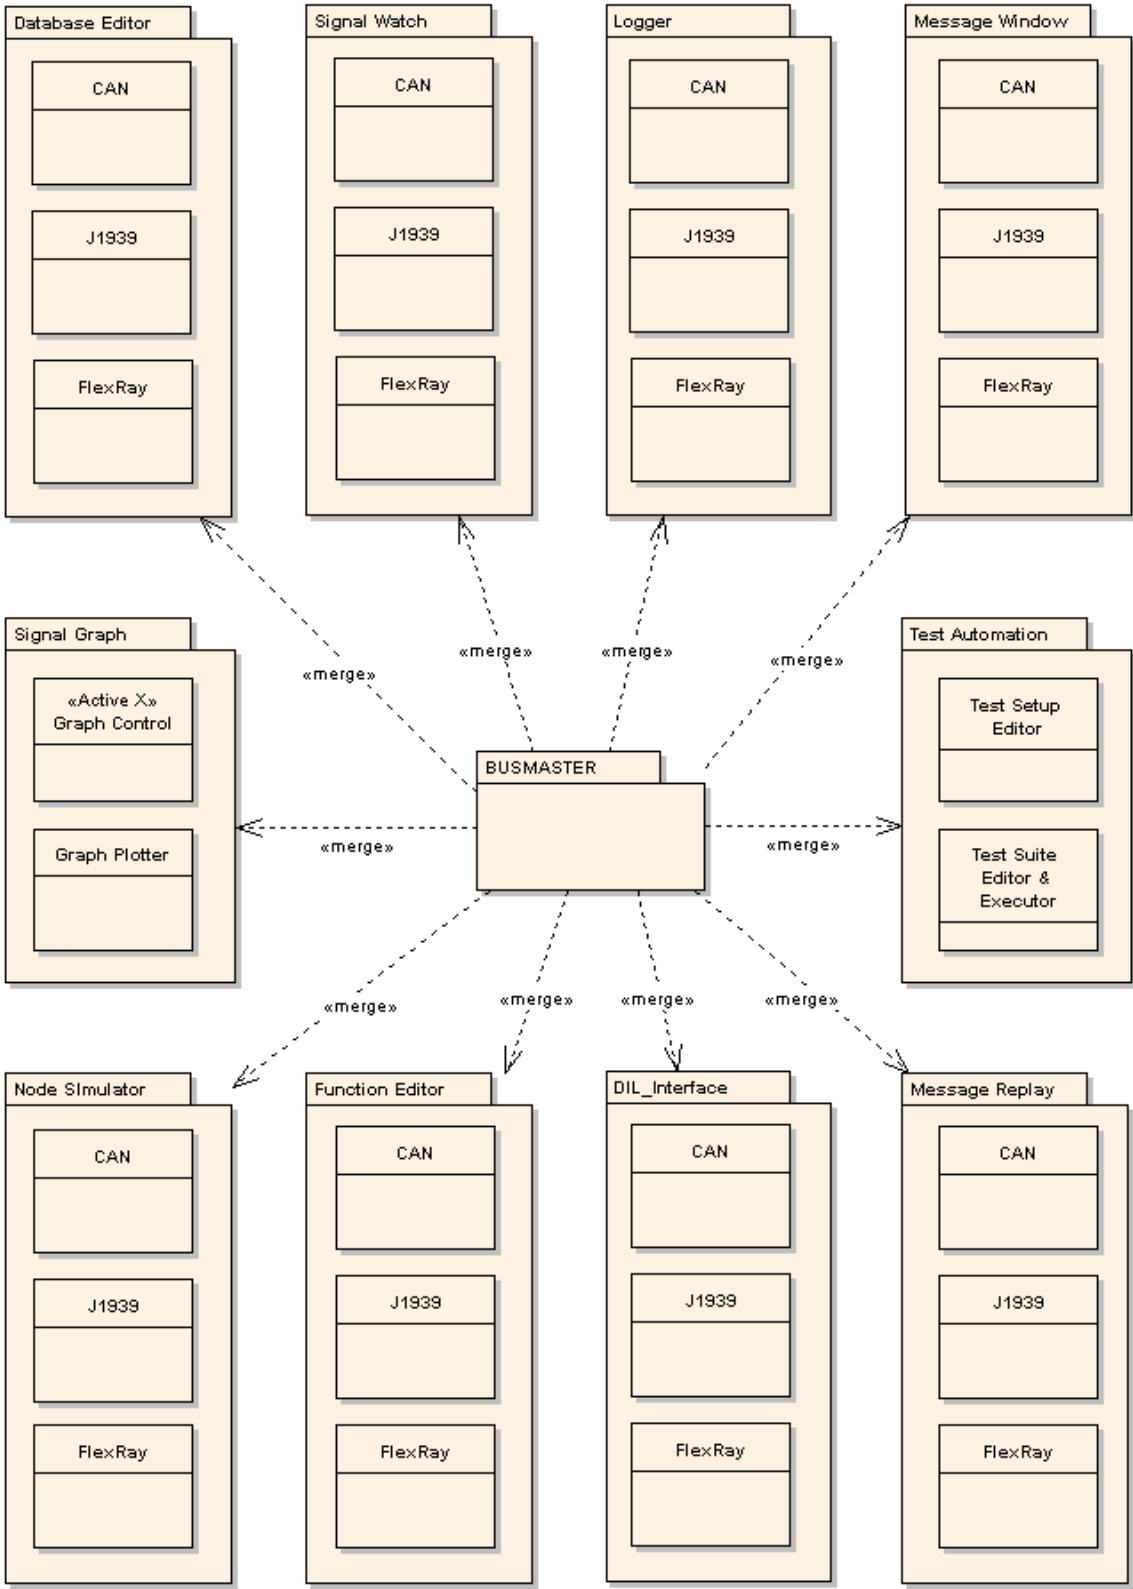 Database Editor
CAN
J1939
FlexRay
Signal Watch
CAN
J1939
FlexRay
Logger
CAN
J1939
FlexRay
Message Window
CAN
J1939
FlexRay
«merge»
«merge»
«merge»
«merge»
Signal Graph
«Active X»
Graph Control
Graph Plotter
BUSMASTER
«merge»
«merge»
Test Automation
Test Setup
Editor
Test Suite
Editor &
Executor
«merge»
«merge»
«merge»
«merge»
Node SImulator
CAN
J1939
FlexRay
Function Editor
CAN
J1939
FlexRay
DIL_Interface
CAN
J1939
FlexRay
Message Replay
CAN
J1939
FlexRay